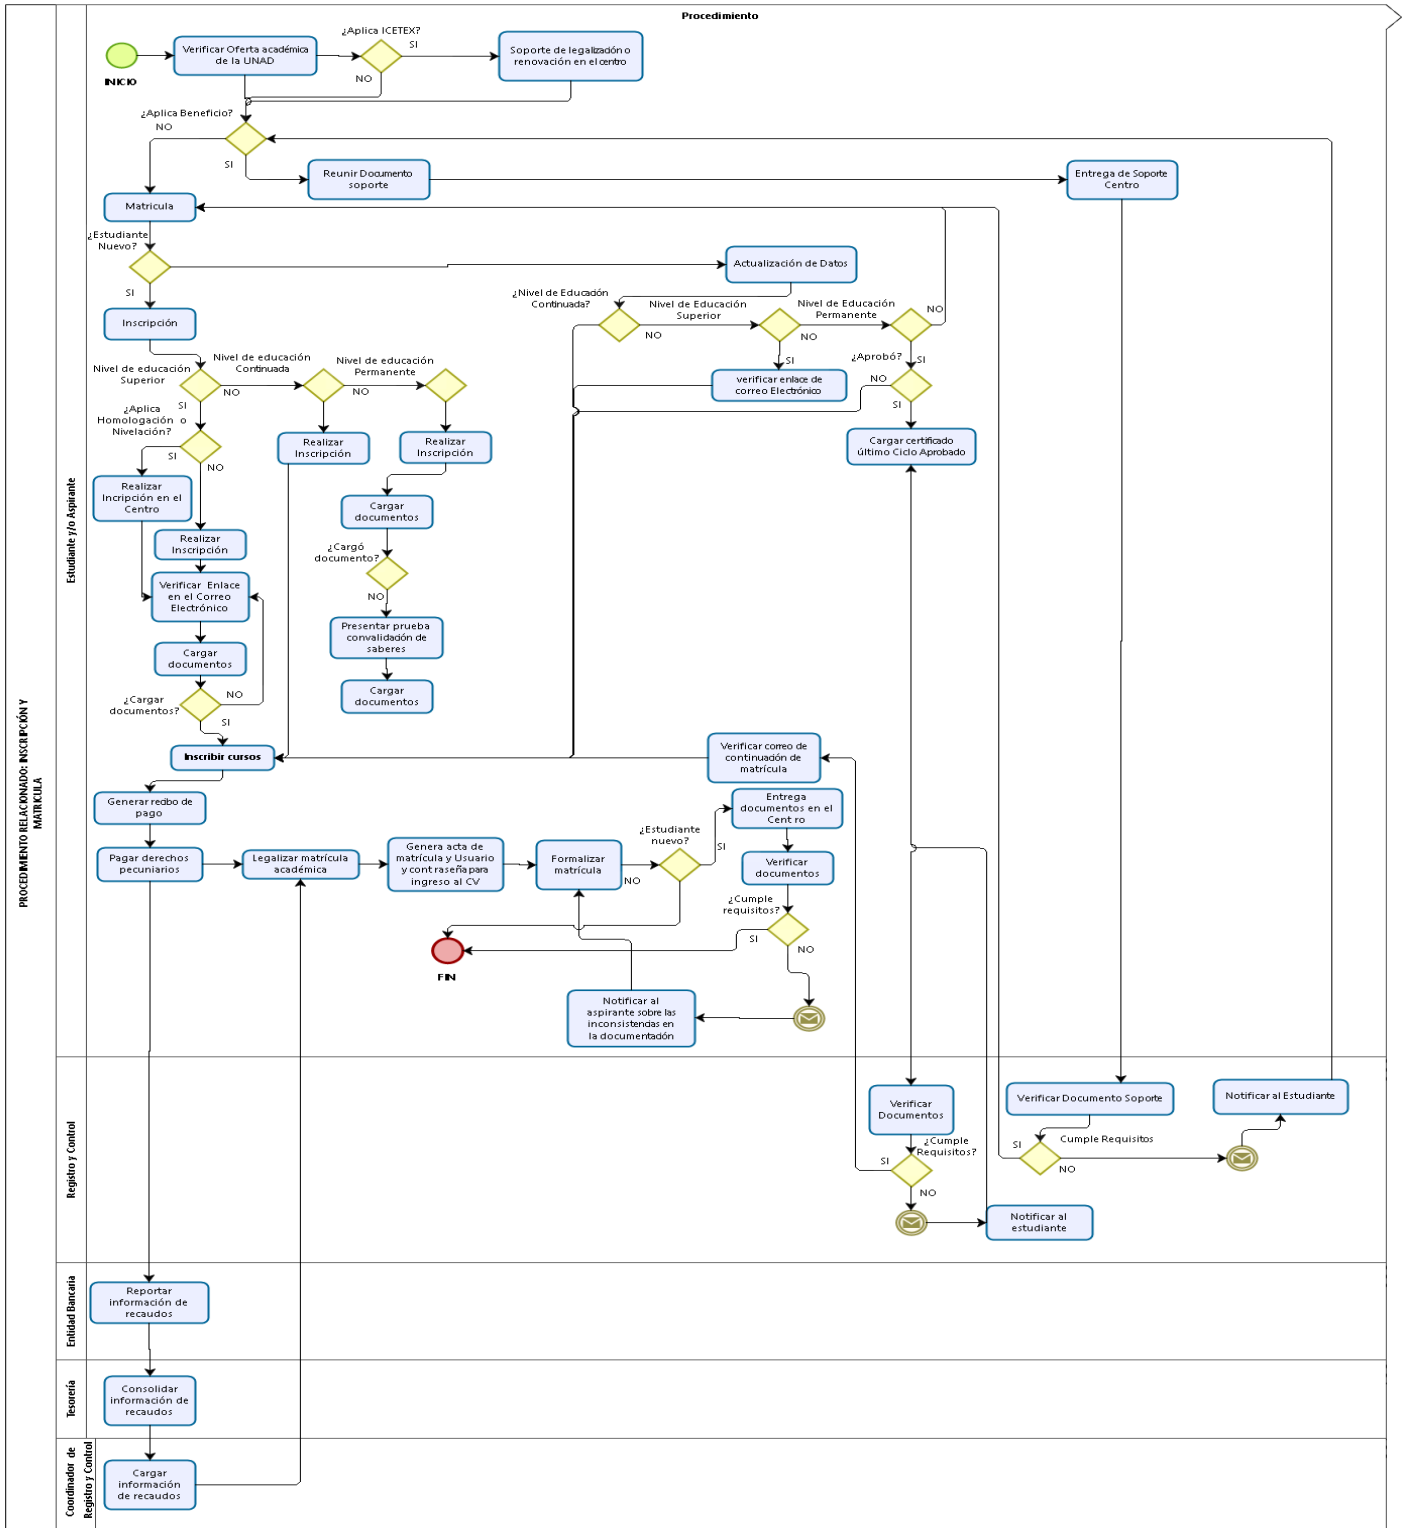 Procedimiento
PROCEDIMIENTO RELACIONADO: INSCRIPCIÓN Y
MATRICULA
Estudiante y/o Aspirante
INICIO
Verificar Oferta académica
de la UNAD
¿Aplica ICETEX?
SI
NO
Soporte de legalización o
renovación en el centro
¿Aplica Beneficio?
NO
SI
Reunir Documento
soporte
Entrega de Soporte
Centro
Matricula
¿Estudiante
Nuevo?
SI
Actualización de Datos
Inscripción
¿Nivel de Educación
Continuada?
NO
Nivel de Educación
Superior
NO
SI
Nivel de Educación
Permanente
NO
SI
¿Aprobó?
NO
SI
verificar enlace de
correo Electrónico
Cargar certificado
último Ciclo Aprobado
Nivel de educación
Superior
SI
NO
Nivel de educación
Continuada
NO
Nivel de educación
Permanente
¿Aplica
Homologación o
Nivelación?
SI
NO
Realizar
Inscripción
Realizar
Inscripción
Realizar
Incripción en el
Centro
Cargar
documentos
Realizar
Inscripción
¿Cargó
documento?
NO
Verificar Enlace
en el Correo
Electrónico
Presentar prueba
convalidación de
saberes
Cargar
documentos
Cargar
documentos
¿Cargar
documentos?
NO
SI
Inscribir cursos
Verificar correo de
continuación de
matrícula
Generar recibo de
pago
Entrega
documentos en el
Cent ro
Pagar derechos
pecuniarios
Legalizar matrícula
académica
Genera acta de
matrícula y Usuario
y cont raseña para
ingreso al CV
Formalizar
matrícula
¿Estudiante
nuevo?
NO
SI
Verificar
documentos
¿Cumple
requisitos?
SI
NO
FIN
Notificar al
aspirante sobre las
inconsistencias en
la documentación
Registro y Control
Verificar
Documentos
¿Cumple
Requisitos?
SI
NO
Notificar al
estudiante
Verificar Documento Soporte
SI
Cumple Requisitos
NO
Notificar al Estudiante
Entidad Bancaria
Reportar
información de
recaudos
Tesorería
Consolidar
información de
recaudos
Coordinador de
Registro y Control
Cargar
información
de recaudos